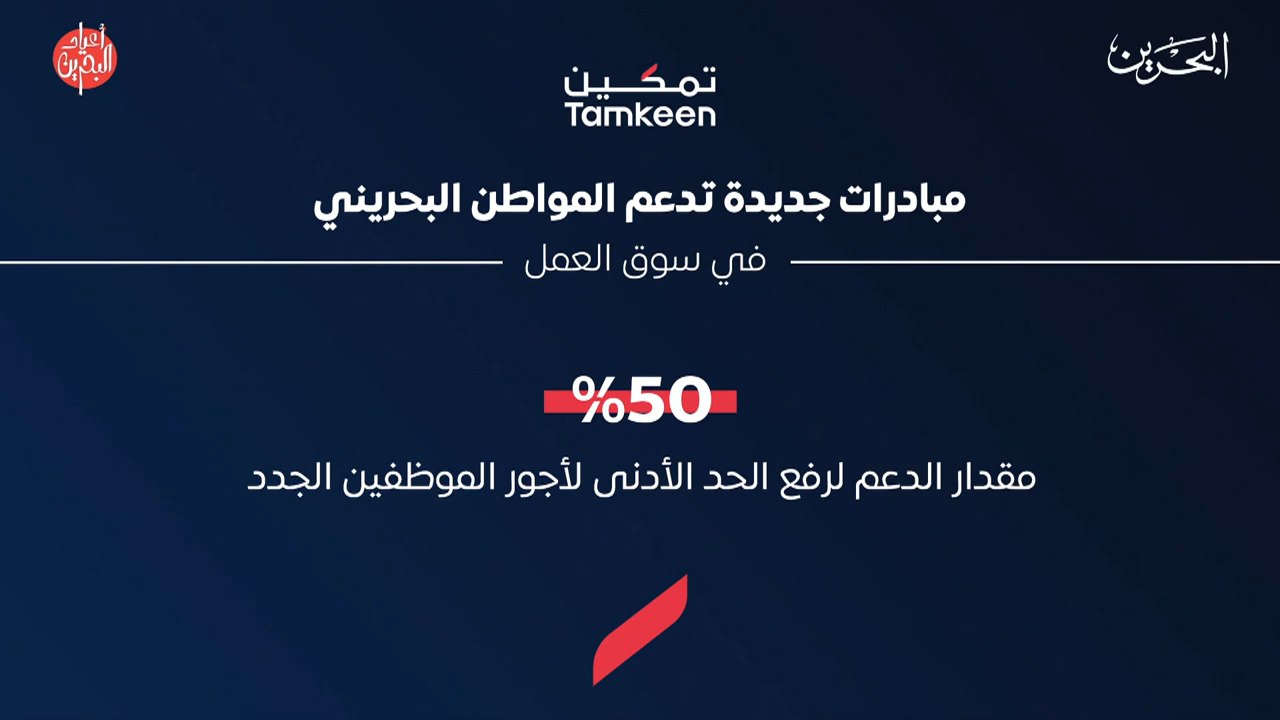 أعياد
البحرين
البحرين
تمكين
Tamkeen
مبادرات جديدة تدعم المواطن البحريني
في سوق العمل
%50
مقدار الدعم لرفع الحد الأدنى لأجور الموظفين الجدد